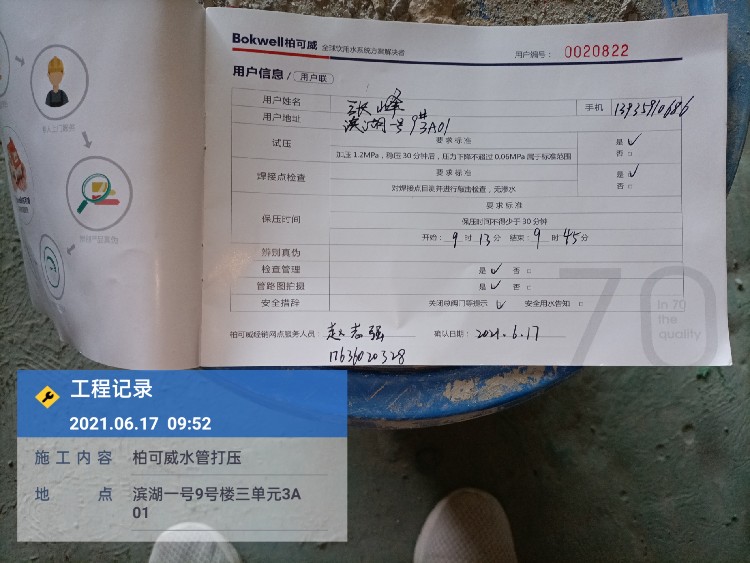 Bokwell柏可威 全球饮用水系统方案解决者
用户编号： 0020822
用户信息 / 用户联
用户姓名 张峰 手机 13935910686
用户地址 滨湖一号9#3A01
试压 要求标准 是 ✓
加压1.2MPa，稳压30分钟后，压力下降不超过0.06MPa属于标准范围 否 □
焊接点检查 要求标准 是 ✓
对焊接点目测并进行 检查，无渗水 否 □
保压时间 要求标准
保压时间不得少于30分钟
开始：9时13分 结束：9时45分
辨别真伪
检查管理 是 ✓ 否 □
管路图拍摄 是 ✓ 否 □
安全措辞 关闭总阀门等提示 ✓ 安全用水告知 □
柏可威经销网点服务人员： 赵志强 确认日期： 2021.6.17
17636020328
70
In 70
the
quality
工程记录
2021.06.17 09:52
施工内容 柏可威水管打压
地点 滨湖一号9号楼三单元3A
01